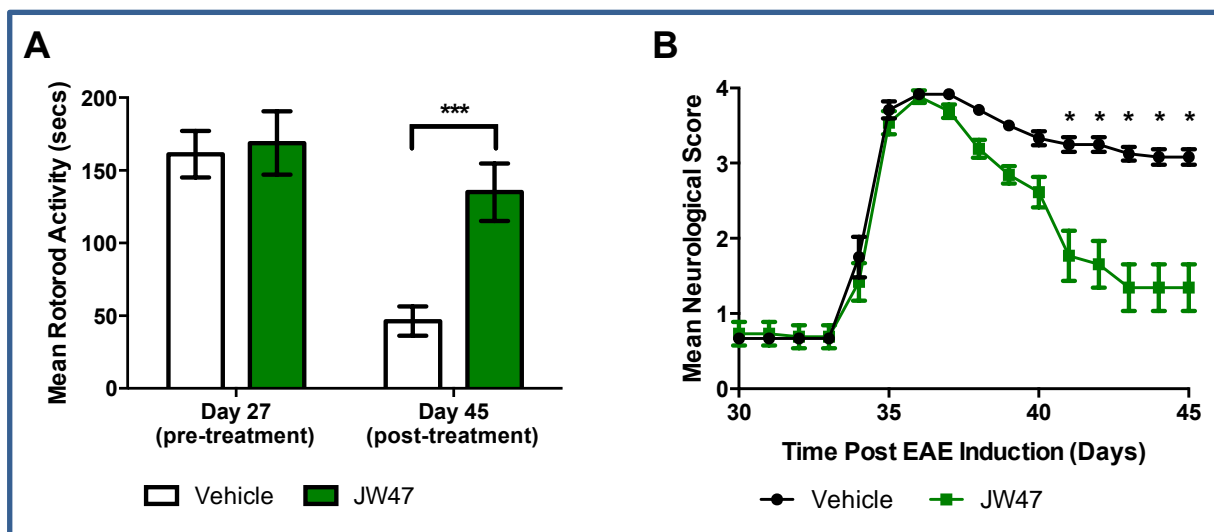 A
Mean Rotorod Activity (secs)
200
150
100
50
0
***
Day 27
(pre-treatment)
Day 45
(post-treatment)
Vehicle
JW47
B
Mean Neurological Score
4
3
2
1
0
* * * * *
30
35
40
45
Time Post EAE Induction (Days)
Vehicle
JW47